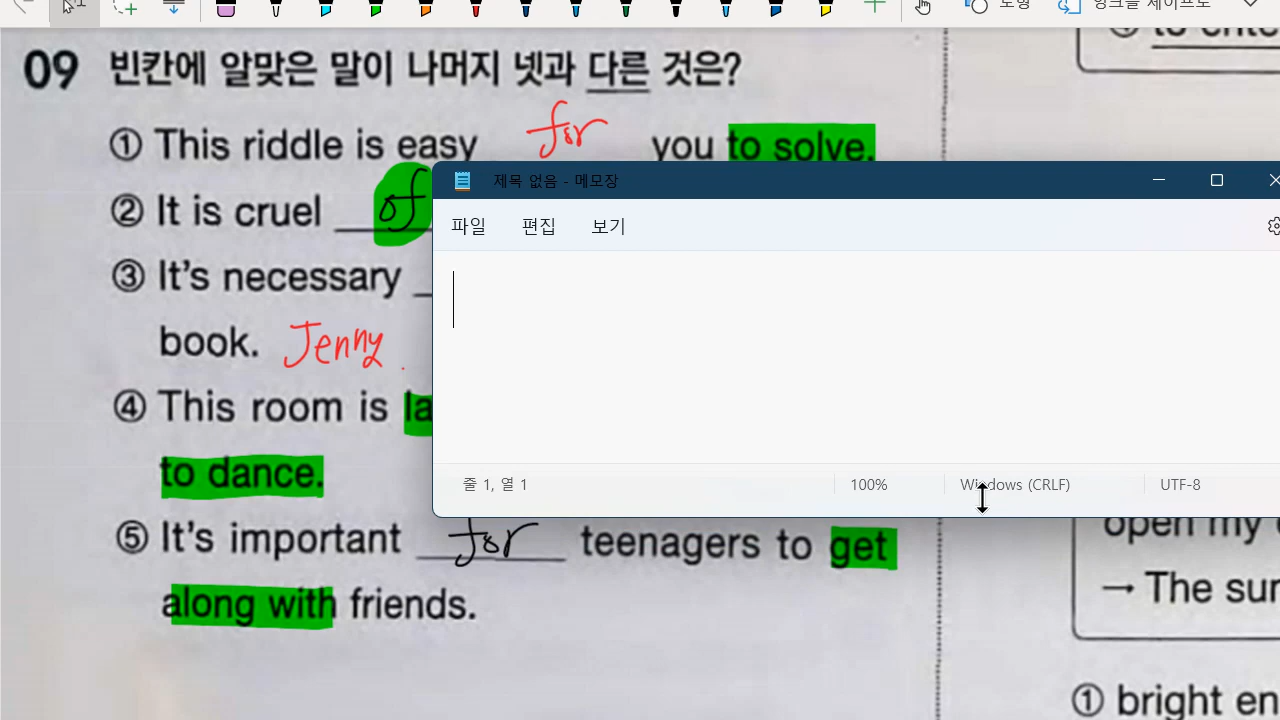 도형
잉크를 셰이프로
09 빈칸에 알맞은 말이 나머지 넷과 다른 것은?
① This riddle is easy for you to solve.
② It is cruel of
③ It's necessary
book. Jenny
④ This room is la
to dance.
⑤ It's important for teenagers to get
along with friends.
제목 없음 - 메모장
파일 편집 보기
줄 1, 열 1 100% Windows (CRLF) UTF-8
open my
→ The sur
① bright en